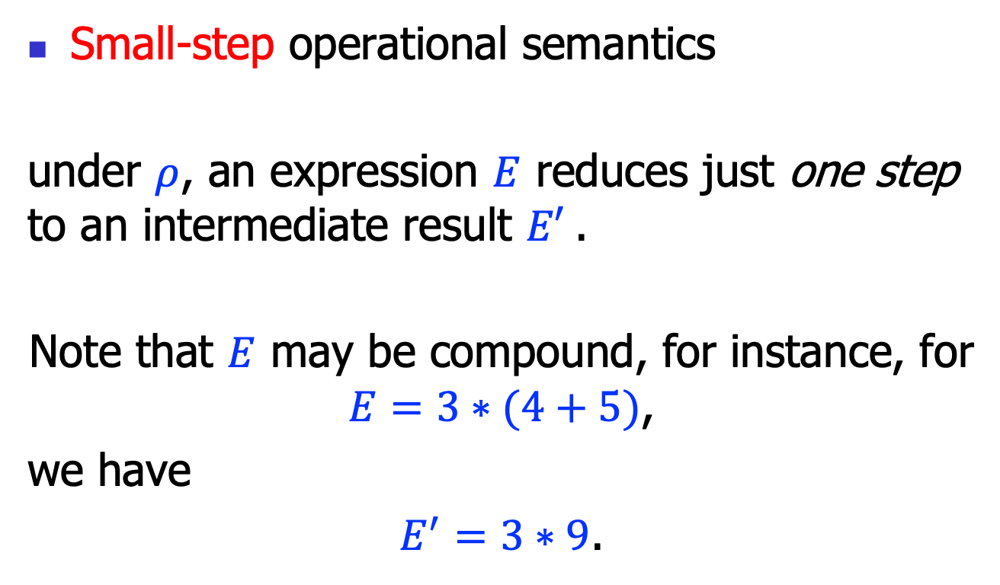 ▪ Small-step operational semantics
under ρ, an expression E reduces just one step
to an intermediate result E′ .
Note that E may be compound, for instance, for
E = 3 ∗ (4 + 5),
we have
E′ = 3 ∗ 9.